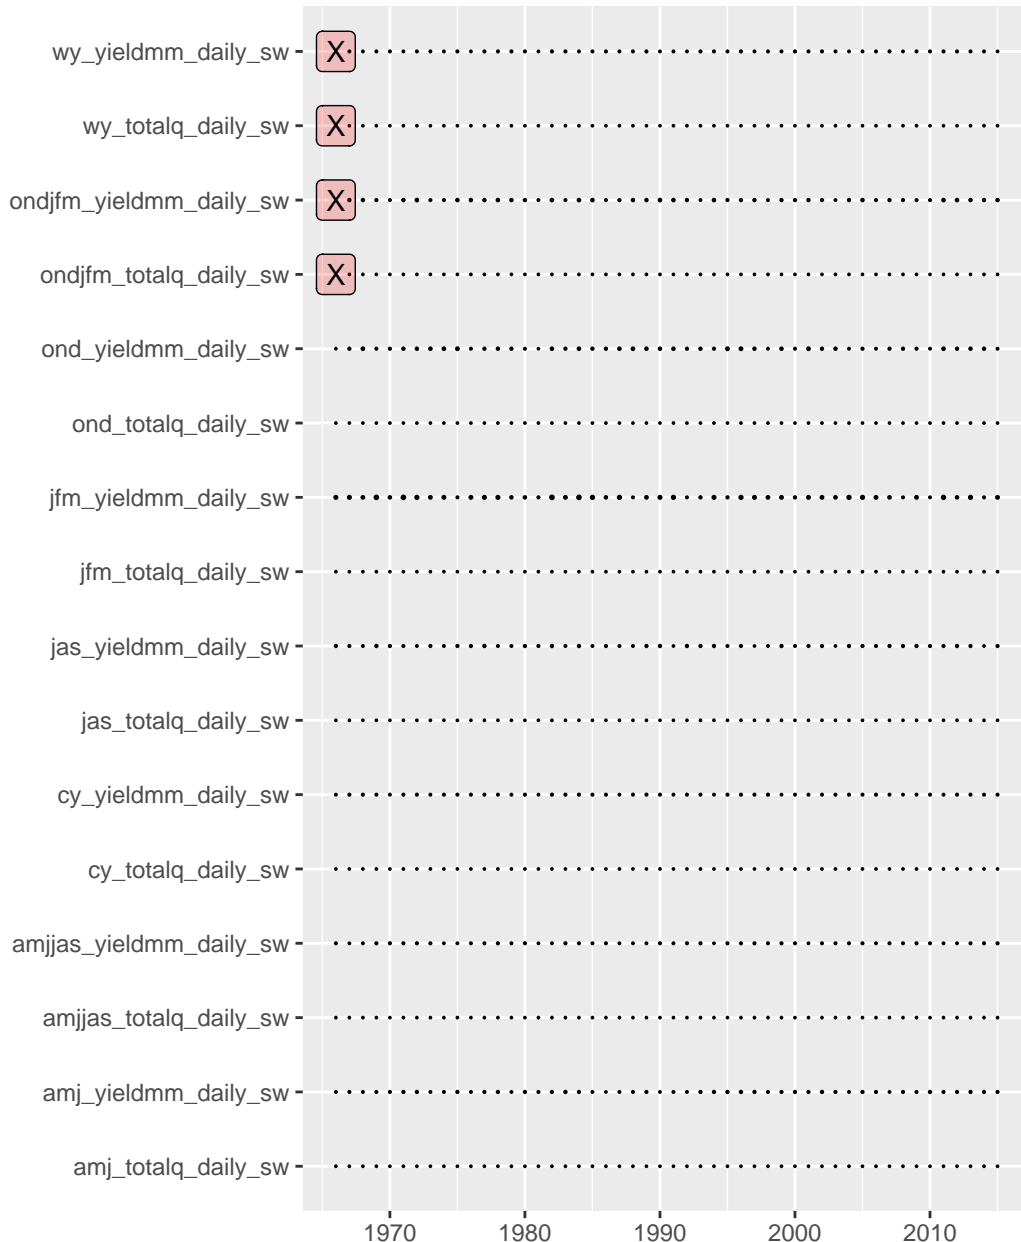 wy_yieldmm_daily_sw X
wy_totalq_daily_sw X
ondjfm_yieldmm_daily_sw X
ondjfm_totalq_daily_sw X
ond_yieldmm_daily_sw
ond_totalq_daily_sw
jfm_yieldmm_daily_sw
jfm_totalq_daily_sw
jas_yieldmm_daily_sw
jas_totalq_daily_sw
cy_yieldmm_daily_sw
cy_totalq_daily_sw
amjjas_yieldmm_daily_sw
amjjas_totalq_daily_sw
amj_yieldmm_daily_sw
amj_totalq_daily_sw
1970 1980 1990 2000 2010